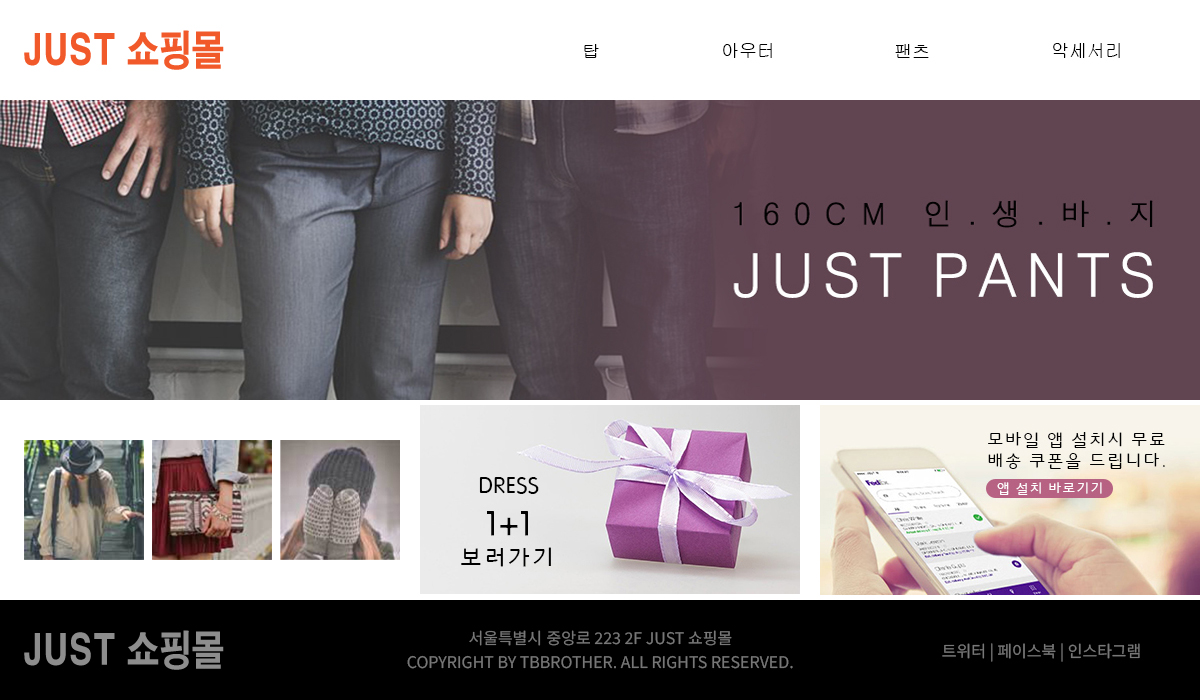 JUST 쇼핑몰
탑
아우터
팬츠
악세서리
160CM 인.생.바.지
JUST PANTS
DRESS
1+1
보러가기
모바일 앱 설치시 무료
배송 쿠폰을 드립니다.
앱 설치 바로기기
FedEx
JUST 쇼핑몰
서울특별시 중앙로 223 2F JUST 쇼핑몰
COPYRIGHT BY TBBROTHER. ALL RIGHTS RESERVED.
트위터 | 페이스북 | 인스타그램